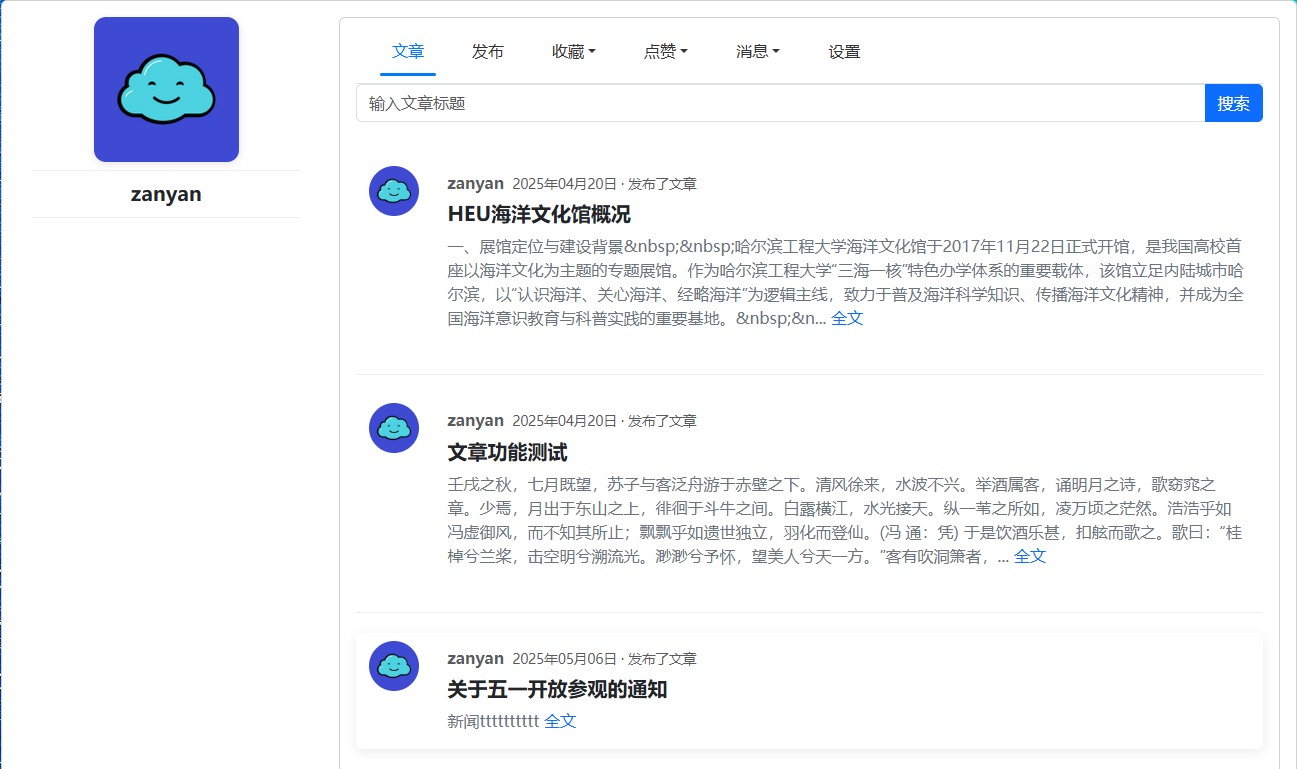 文章 发布 收藏 点赞 消息 设置
输入文章标题 搜索
zanyan
zanyan 2025年04月20日 · 发布了文章
HEU海洋文化馆概况
一、展馆定位与建设背景&nbsp;&nbsp;哈尔滨工程大学海洋文化馆于2017年11月22日正式开馆，是我国高校首
座以海洋文化为主题的专题展馆。作为哈尔滨工程大学“三海一核”特色办学体系的重要载体，该馆立足内陆城市哈
尔滨，以“认识海洋、关心海洋、经略海洋”为逻辑主线，致力于普及海洋科学知识、传播海洋文化精神，并成为全
国海洋意识教育与科普实践的重要基地。&nbsp;&n... 全文
zanyan 2025年04月20日 · 发布了文章
文章功能测试
壬戌之秋，七月既望，苏子与客泛舟游于赤壁之下。清风徐来，水波不兴。举酒属客，诵明月之诗，歌窈窕之
章。少焉，月出于东山之上，徘徊于斗牛之间。白露横江，水光接天。纵一苇之所如，凌万顷之茫然。浩浩乎如
冯虚御风，而不知其所止；飘飘乎如遗世独立，羽化而登仙。(冯 通：凭) 于是饮酒乐甚，扣舷而歌之。歌曰：“桂
棹兮兰桨，击空明兮溯流光。渺渺兮予怀，望美人兮天一方。”客有吹洞箫者，... 全文
zanyan 2025年05月06日 · 发布了文章
关于五一开放参观的通知
新闻tttttttttt 全文